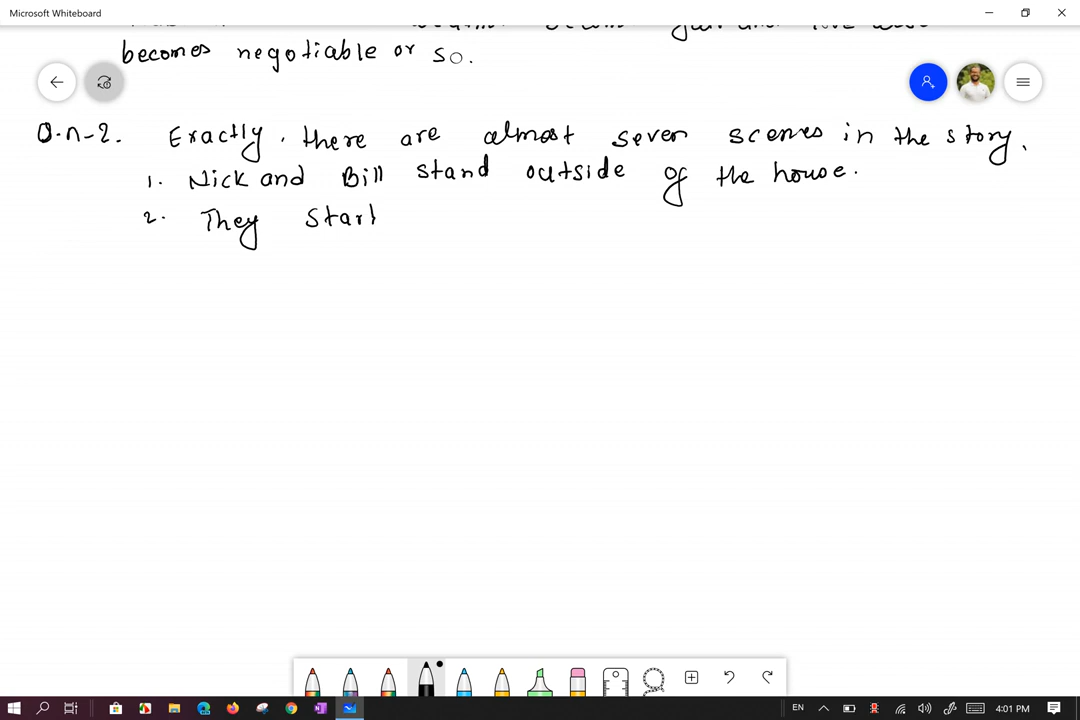 Microsoft Whiteboard
becomes negotiable or so.
Q.n-2. Exactly, there are almost seven scenes in the story.
1. Nick and Bill stand outside of the house.
2. They start
EN 4:01 PM